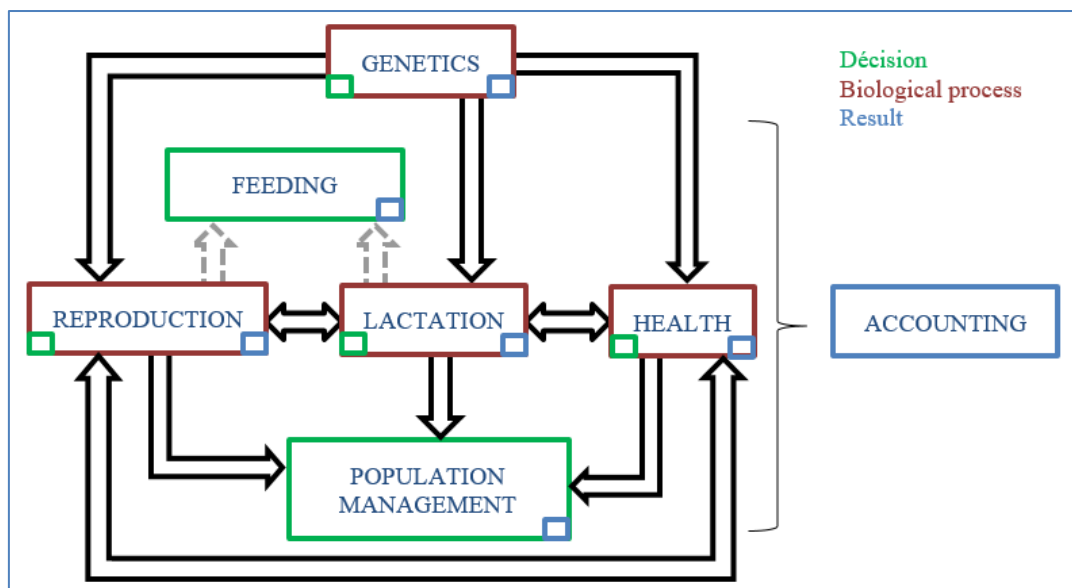 GENETICS
Décision
Biological process
Result
FEEDING
REPRODUCTION
LACTATION
HEALTH
ACCOUNTING
POPULATION
MANAGEMENT